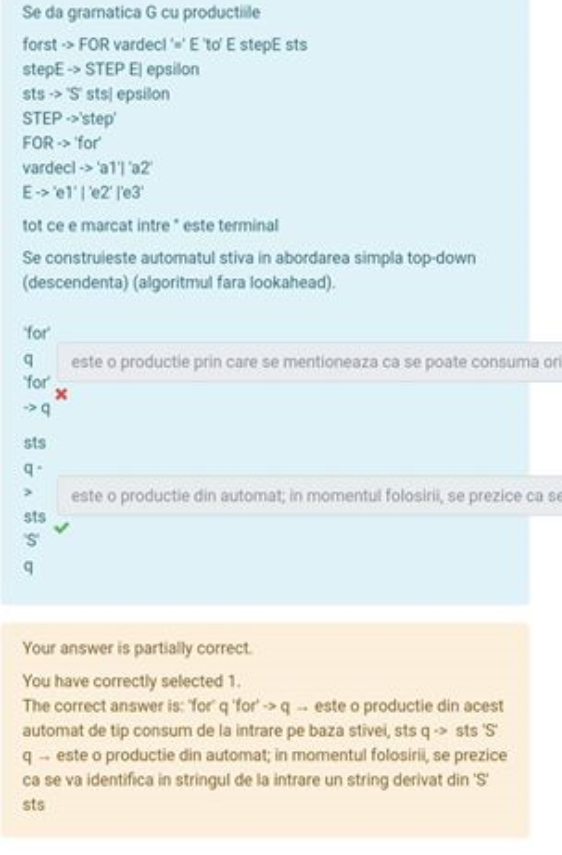 Se da gramatica G cu productiile
forst -> FOR vardecl '=' E 'to' E stepE sts
stepE -> STEP E| epsilon
sts -> 'S' sts| epsilon
STEP ->'step'
FOR -> 'for'
vardecl -> 'a1'| 'a2'
E -> 'e1' | 'e2' |'e3'
tot ce e marcat intre '' este terminal
Se construieste automatul stiva in abordarea simpla top-down
(descendenta) (algoritmul fara lookahead).
'for'
q
'for'
-> q
este o productie prin care se mentioneaza ca se poate consuma ori
sts
q -
>
sts
'S'
q
este o productie din automat; in momentul folosirii, se prezice ca se
Your answer is partially correct.
You have correctly selected 1.
The correct answer is: 'for' q 'for' -> q → este o productie din acest
automat de tip consum de la intrare pe baza stivei, sts q -> sts 'S'
q → este o productie din automat; in momentul folosirii, se prezice
ca se va identifica in stringul de la intrare un string derivat din 'S'
sts